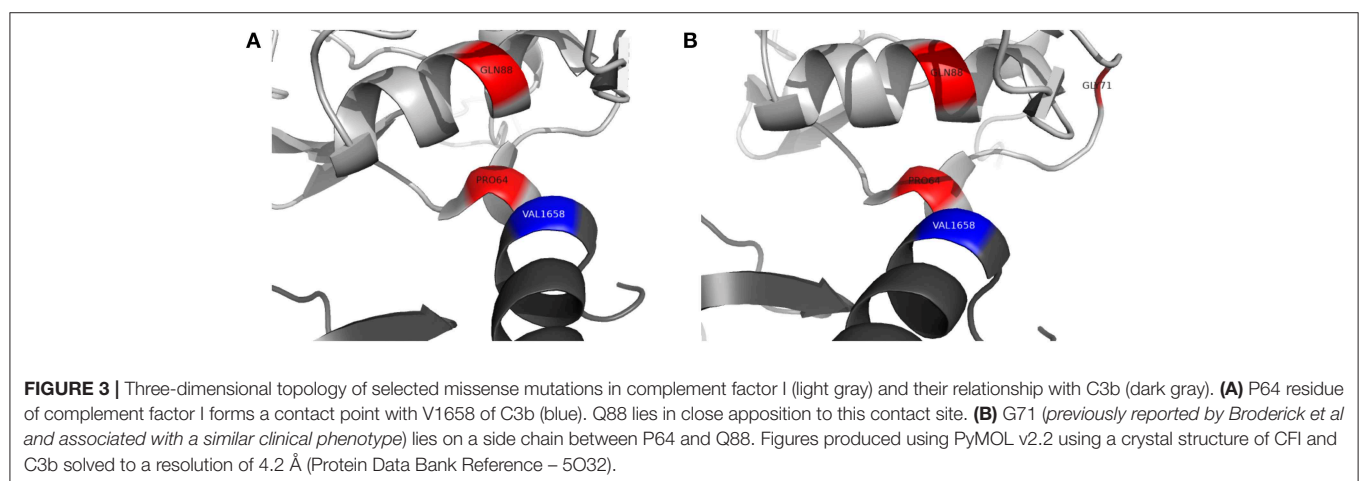 A
B
GLN88
GLN88
GLY71
PRO64
PRO64
VAL1658
VAL1658
FIGURE 3 | Three-dimensional topology of selected missense mutations in complement factor I (light gray) and their relationship with C3b (dark gray). (A) P64 residue
of complement factor I forms a contact point with V1658 of C3b (blue). Q88 lies in close apposition to this contact site. (B) G71 (previously reported by Broderick et al
and associated with a similar clinical phenotype) lies on a side chain between P64 and Q88. Figures produced using PyMOL v2.2 using a crystal structure of CFI and
C3b solved to a resolution of 4.2 Å (Protein Data Bank Reference – 5O32).